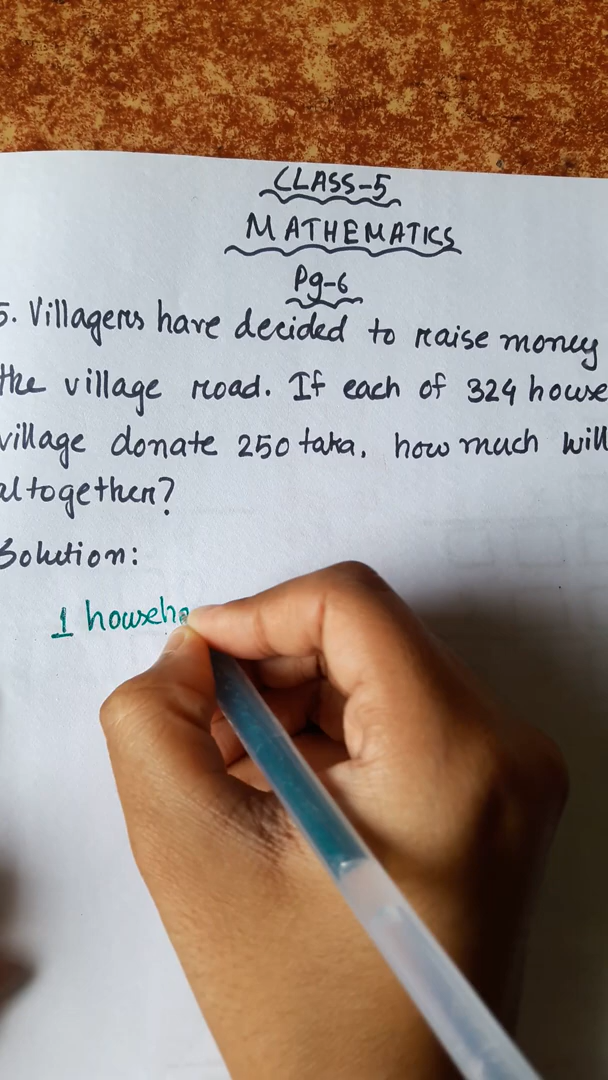 CLASS-5
MATHEMATICS
Pg-6
5. Villagers have decided to raise money
the village road. If each of 324 house
village donate 250 taka, how much will
altogether?
Solution:
1 househo